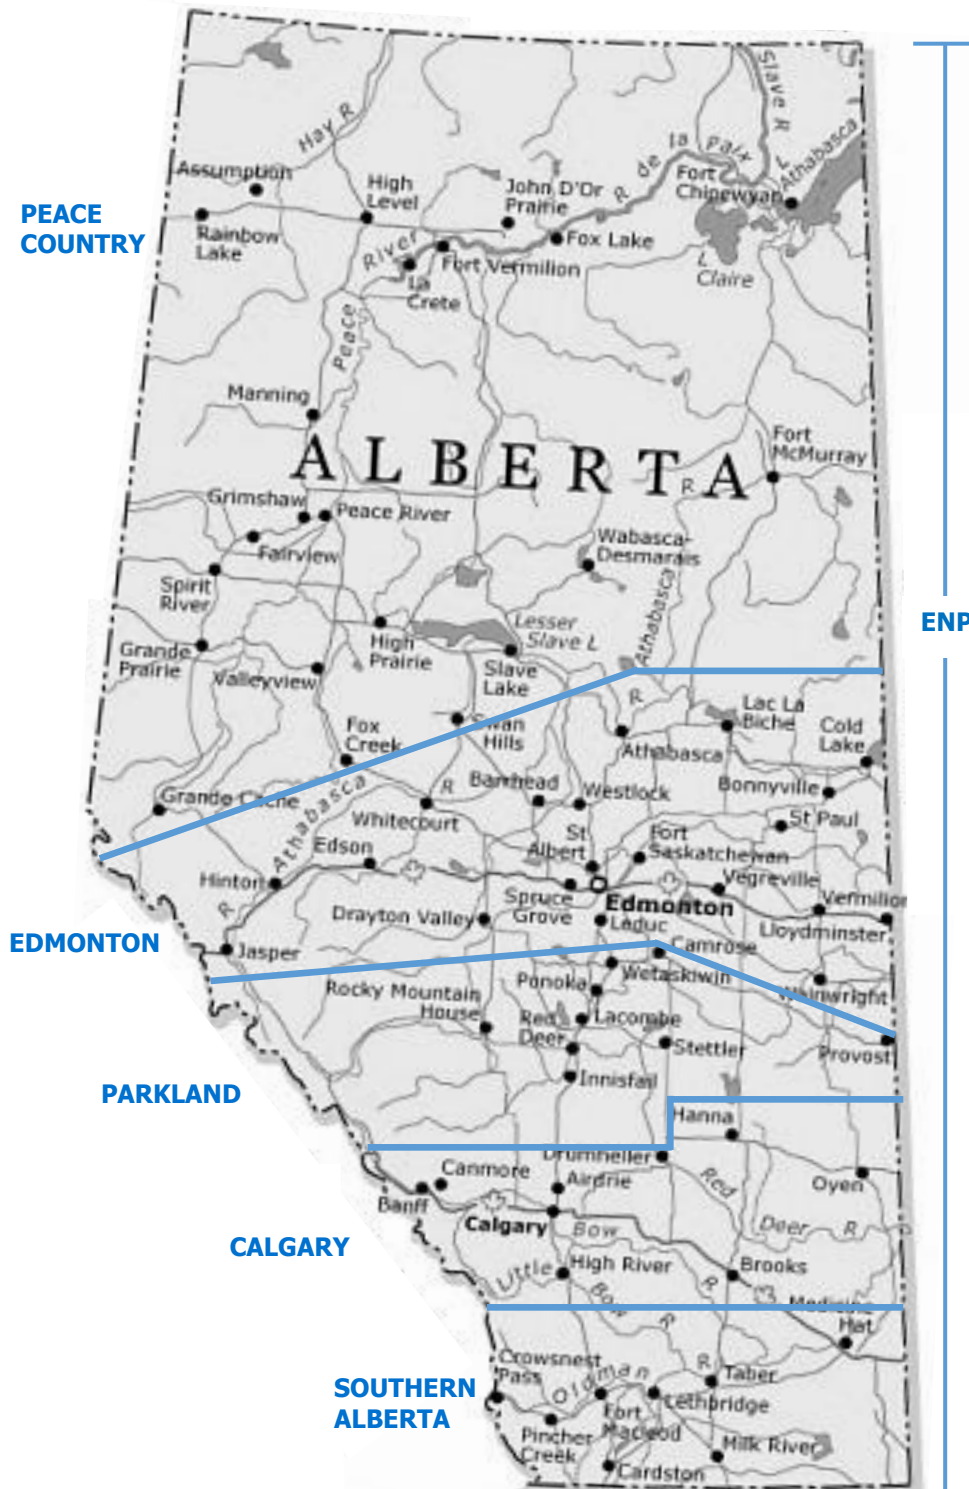 Slave R
Hay R
R de la Paix
L Athabasca
Assumption
High
Level
John D'Or
Prairie
Fort
Chipewyan
PEACE
COUNTRY
Rainbow
Lake
River
Fox Lake
Fort Vermilion
La
Crete
L
Claire
Peace
Manning
ALBERTA
Fort
McMurray
R
Grimshaw
Peace River
Fairview
Wabasca-
Desmarais
Spirit
River
Athabasca
Lesser
Slave L
ENP
High
Prairie
Grande
Prairie
Valleyview
Slave
Lake
R
Lac La
Biche
Fox
Creek
Swan
Hills
Cold
Lake
Athabasca
Barrhead
R
Westlock
Bonnyville
Grande Cache
Athabasca
Whitecourt
St Paul
Edson
St
Albert
Fort
Saskatchewan
Hinton
Vegreville
Spruce
Grove
Edmonton
Vermilion
R
Drayton Valley
Laduc
Lloydminster
EDMONTON
Jasper
Camrose
Wetaskiwin
Ponoka
Wainwright
Rocky Mountain
House
Lacombe
Red
Deer
Stettler
Provost
Innisfail
PARKLAND
Hanna
Drumheller
Canmore
Airdrie
Red
Oyen
Banff
Calgary
Bow
Deer R
CALGARY
High River
Brooks
Little
Bow
R
R
Medicine
Hat
Crowsnest
Pass
Oldman
R
Taber
SOUTHERN
ALBERTA
Lethbridge
Fort
Macleod
Pincher
Creek
Milk River
Cardston